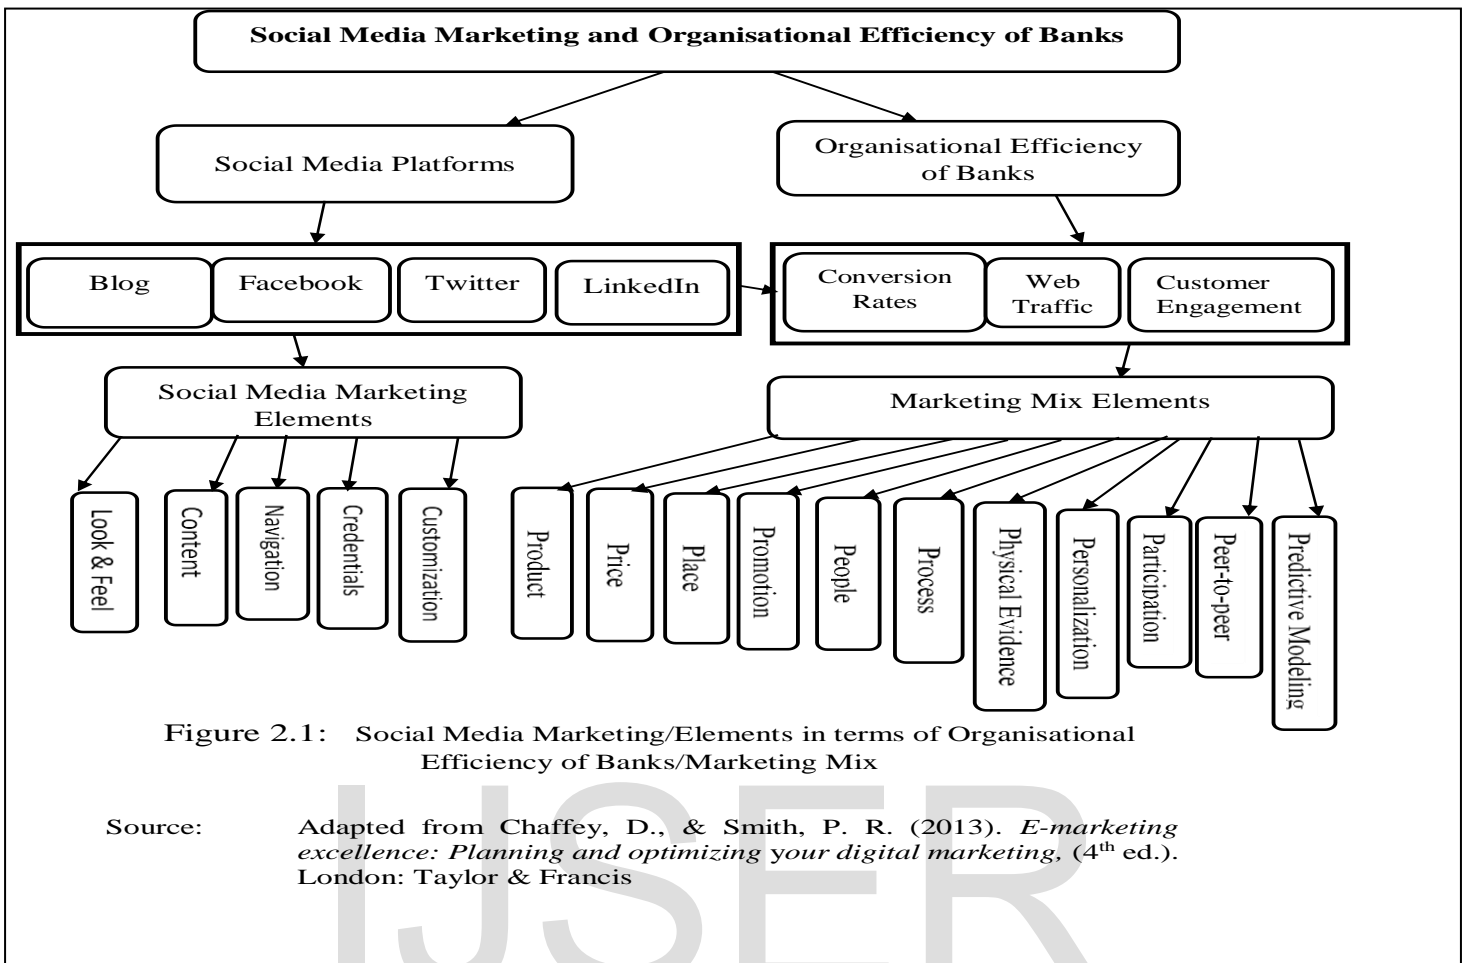 Social Media Marketing and Organisational Efficiency of Banks
Social Media Platforms
Organisational Efficiency
of Banks
Blog
Facebook
Twitter
LinkedIn
Conversion
Rates
Web
Traffic
Customer
Engagement
Social Media Marketing
Elements
Marketing Mix Elements
Look & Feel
Content
Navigation
Credentials
Customization
Product
Price
Place
Promotion
People
Process
Physical Evidence
Personalization
Participation
Peer-to-peer
Predictive Modeling
Figure 2.1: Social Media Marketing/Elements in terms of Organisational
Efficiency of Banks/Marketing Mix
Source: Adapted from Chaffey, D., & Smith, P. R. (2013). E-marketing
excellence: Planning and optimizing your digital marketing, (4th ed.).
London: Taylor & Francis
IJSER